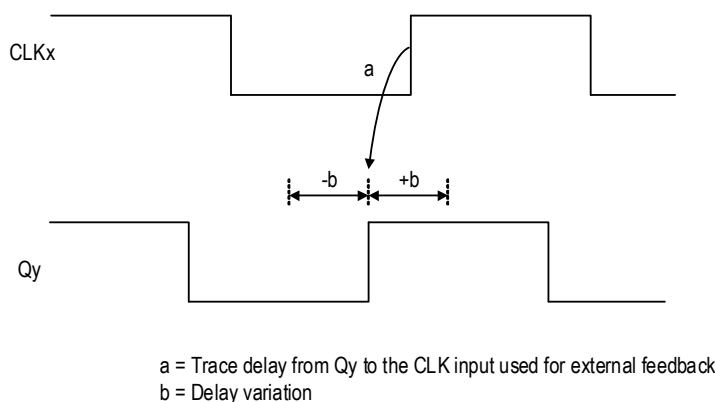 CLKx
a
-b
+b
Qy
a = Trace delay from Qy to the CLK input used for external feedback
b = Delay variation